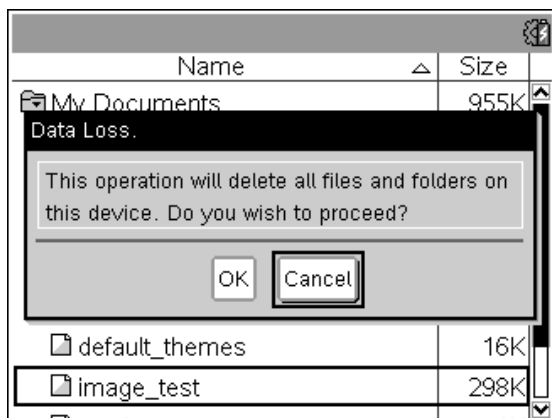 Name Size
My Documents 955K
Data Loss.
This operation will delete all files and folders on
this device. Do you wish to proceed?
OK Cancel
default_themes 16K
image_test 298K